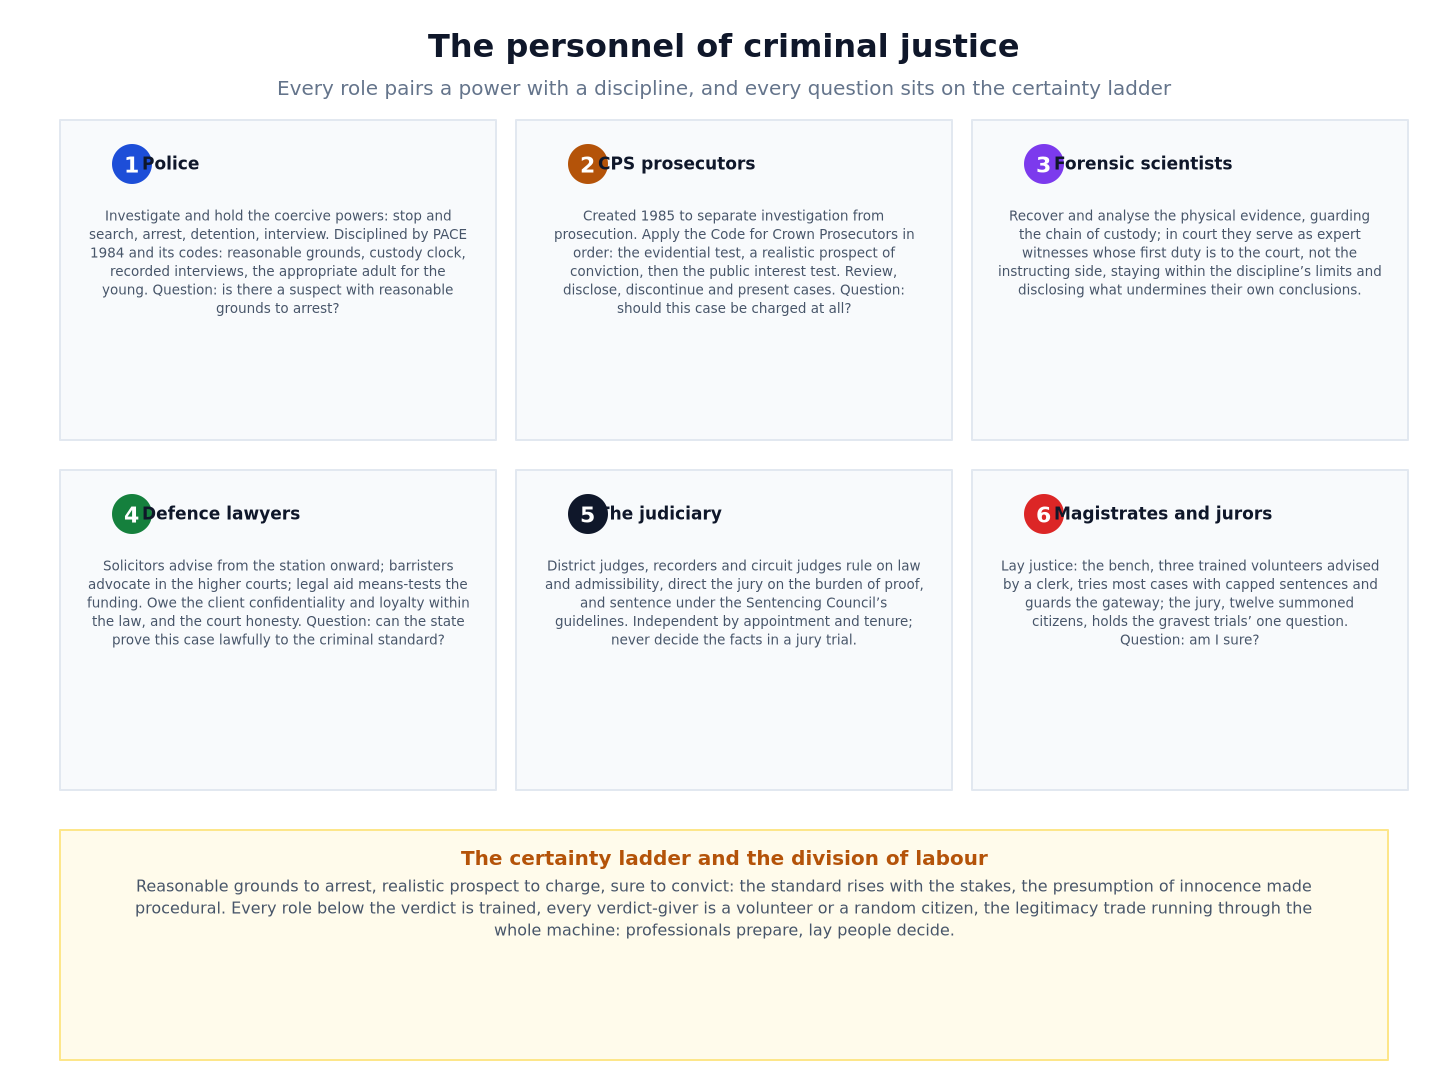 The personnel of criminal justice
Every role pairs a power with a discipline, and every question sits on the certainty ladder
1 Police
Investigate and hold the coercive powers: stop and
search, arrest, detention, interview. Disciplined by PACE
1984 and its codes: reasonable grounds, custody clock,
recorded interviews, the appropriate adult for the
young. Question: is there a suspect with reasonable
grounds to arrest?
2 CPS prosecutors
Created 1985 to separate investigation from
prosecution. Apply the Code for Crown Prosecutors in
order: the evidential test, a realistic prospect of
conviction, then the public interest test. Review,
disclose, discontinue and present cases. Question:
should this case be charged at all?
3 Forensic scientists
Recover and analyse the physical evidence, guarding
the chain of custody; in court they serve as expert
witnesses whose first duty is to the court, not the
instructing side, staying within the discipline’s limits and
disclosing what undermines their own conclusions.
4 Defence lawyers
Solicitors advise from the station onward; barristers
advocate in the higher courts; legal aid means-tests the
funding. Owe the client confidentiality and loyalty within
the law, and the court honesty. Question: can the state
prove this case lawfully to the criminal standard?
5 The judiciary
District judges, recorders and circuit judges rule on law
and admissibility, direct the jury on the burden of proof,
and sentence under the Sentencing Council’s
guidelines. Independent by appointment and tenure;
never decide the facts in a jury trial.
6 Magistrates and jurors
Lay justice: the bench, three trained volunteers advised
by a clerk, tries most cases with capped sentences and
guards the gateway; the jury, twelve summoned
citizens, holds the gravest trials’ one question.
Question: am I sure?
The certainty ladder and the division of labour
Reasonable grounds to arrest, realistic prospect to charge, sure to convict: the standard rises with the stakes, the presumption of innocence made
procedural. Every role below the verdict is trained, every verdict-giver is a volunteer or a random citizen, the legitimacy trade running through the
whole machine: professionals prepare, lay people decide.